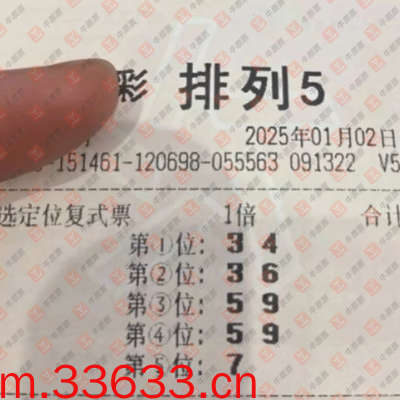 彩 排列5
2025年01月02日
-151461-120698-055563 091322 V5
选定位复式票 1倍 合计
第①位: 3 4
第②位: 3 6
第③位: 5 9
第④位: 5 9
第⑤位: 7
m.33633.cn